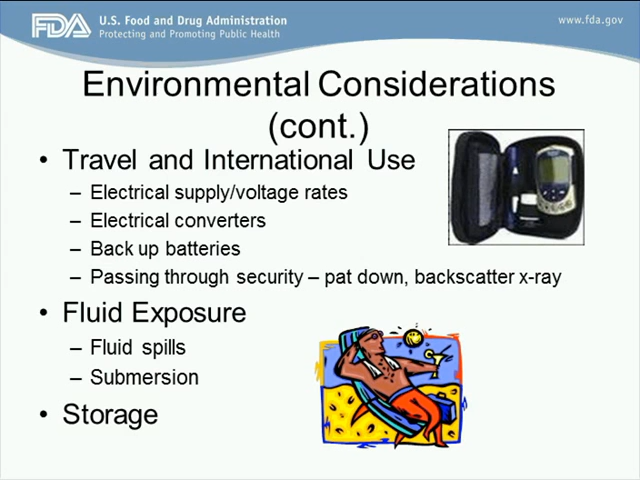 FDA U.S. Food and Drug Administration
Protecting and Promoting Public Health
www.fda.gov
Environmental Considerations
(cont.)
• Travel and International Use
– Electrical supply/voltage rates
– Electrical converters
– Back up batteries
– Passing through security – pat down, backscatter x-ray
• Fluid Exposure
– Fluid spills
– Submersion
• Storage